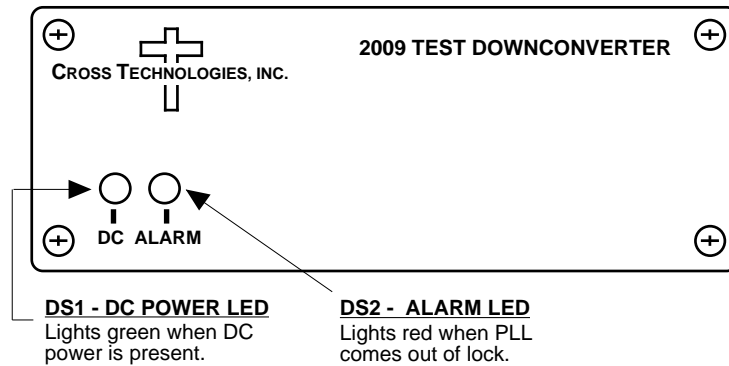 2009 TEST DOWNCONVERTER
CROSS TECHNOLOGIES, INC.
DC ALARM
DS1 - DC POWER LED
Lights green when DC
power is present.
DS2 - ALARM LED
Lights red when PLL
comes out of lock.